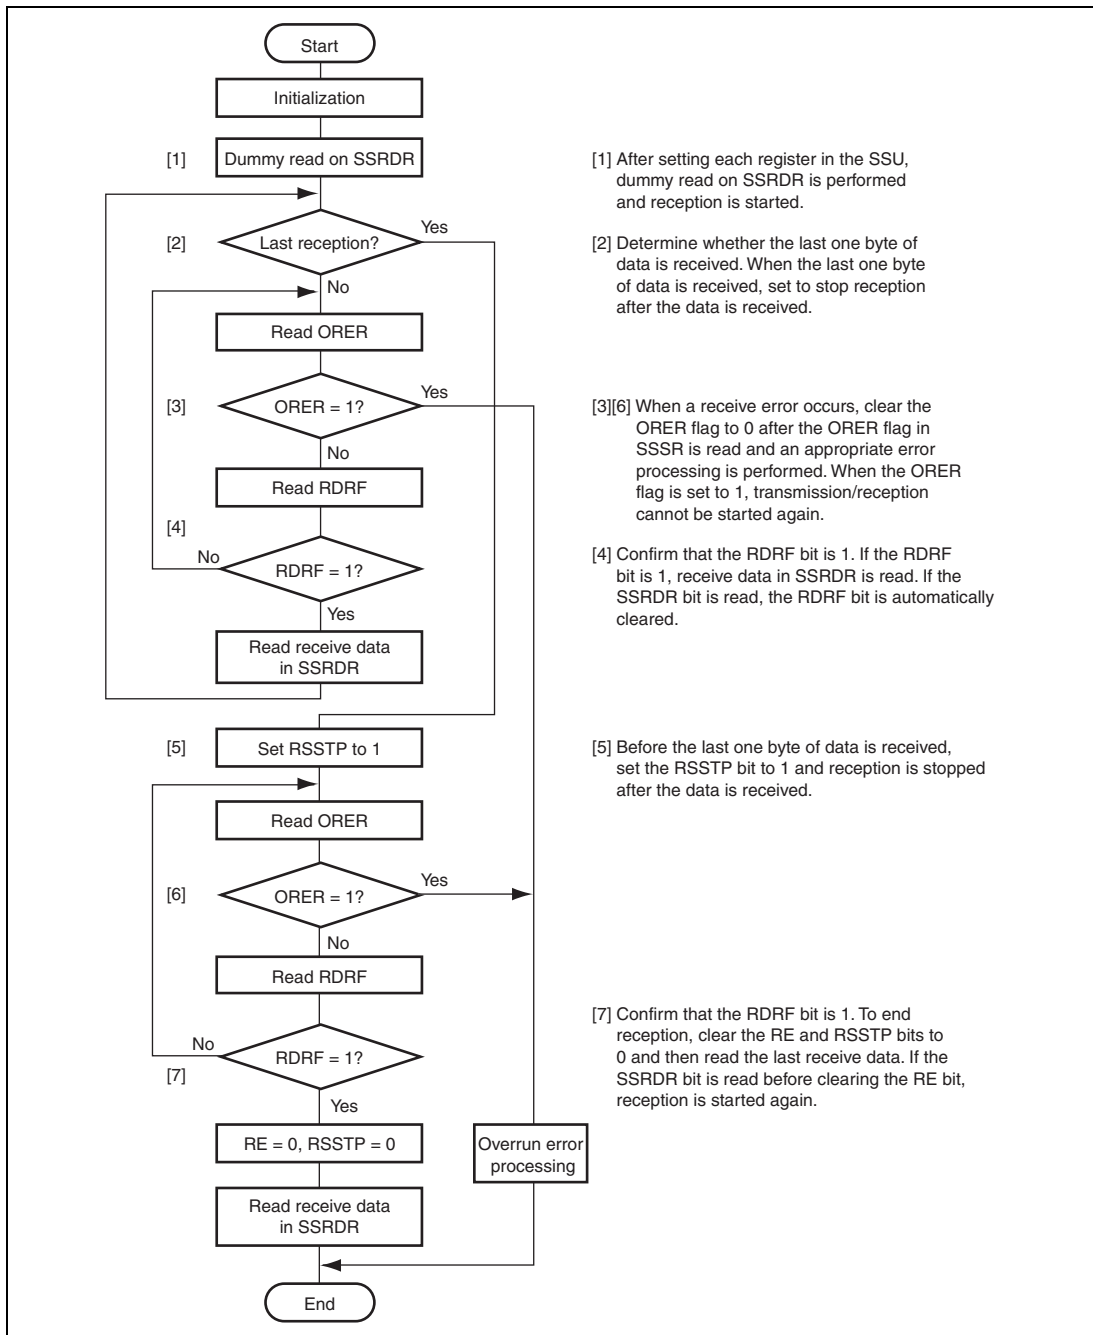 Start
Initialization
[1]
Dummy read on SSRDR
[1] After setting each register in the SSU,
dummy read on SSRDR is performed
and reception is started.
[2]
Last reception?
Yes
No
[2] Determine whether the last one byte of
data is received. When the last one byte
of data is received, set to stop reception
after the data is received.
Read ORER
[3]
ORER = 1?
Yes
No
[3][6] When a receive error occurs, clear the
ORER flag to 0 after the ORER flag in
SSSR is read and an appropriate error
processing is performed. When the ORER
flag is set to 1, transmission/reception
cannot be started again.
Read RDRF
[4]
No
RDRF = 1?
Yes
[4] Confirm that the RDRF bit is 1. If the RDRF
bit is 1, receive data in SSRDR is read. If the
SSRDR bit is read, the RDRF bit is automatically
cleared.
Read receive data
in SSRDR
[5]
Set RSSTP to 1
[5] Before the last one byte of data is received,
set the RSSTP bit to 1 and reception is stopped
after the data is received.
Read ORER
[6]
ORER = 1?
Yes
No
Read RDRF
No
RDRF = 1?
[7]
Yes
[7] Confirm that the RDRF bit is 1. To end
reception, clear the RE and RSSTP bits to
0 and then read the last receive data. If the
SSRDR bit is read before clearing the RE bit,
reception is started again.
RE = 0, RSSTP = 0
Overrun error
processing
Read receive data
in SSRDR
End